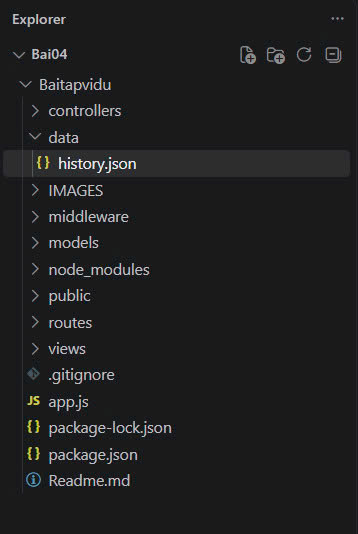 Explorer
Bai04
Baitapvidu
controllers
data
{} history.json
IMAGES
middleware
models
node_modules
public
routes
views
.gitignore
JS app.js
{} package-lock.json
{} package.json
Readme.md